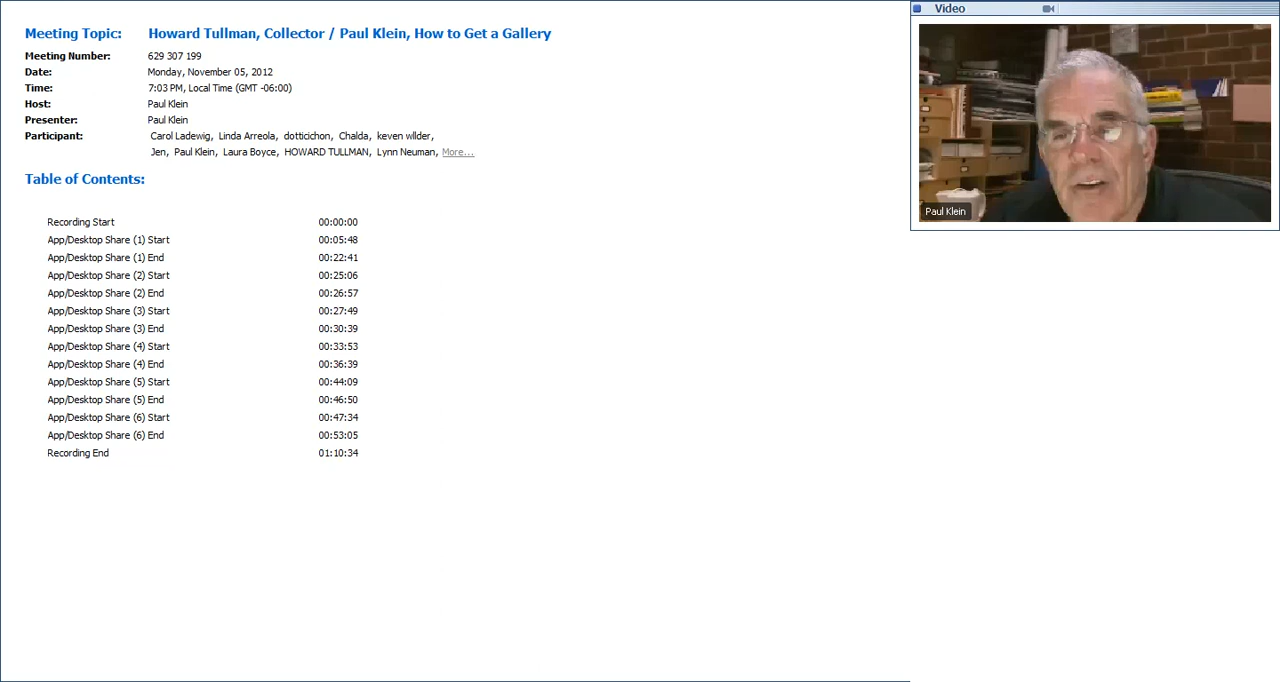 Meeting Topic: Howard Tullman, Collector / Paul Klein, How to Get a Gallery
Meeting Number: 629 307 199
Date: Monday, November 05, 2012
Time: 7:03 PM, Local Time (GMT -06:00)
Host: Paul Klein
Presenter: Paul Klein
Participant: Carol Ladewig, Linda Arreola, dotticichon, Chalda, keven wllder,
Jen, Paul Klein, Laura Boyce, HOWARD TULLMAN, Lynn Neuman, More...
Table of Contents:
Recording Start 00:00:00
App/Desktop Share (1) Start 00:05:48
App/Desktop Share (1) End 00:22:41
App/Desktop Share (2) Start 00:25:06
App/Desktop Share (2) End 00:26:57
App/Desktop Share (3) Start 00:27:49
App/Desktop Share (3) End 00:30:39
App/Desktop Share (4) Start 00:33:53
App/Desktop Share (4) End 00:36:39
App/Desktop Share (5) Start 00:44:09
App/Desktop Share (5) End 00:46:50
App/Desktop Share (6) Start 00:47:34
App/Desktop Share (6) End 00:53:05
Recording End 01:10:34
Video
Paul Klein